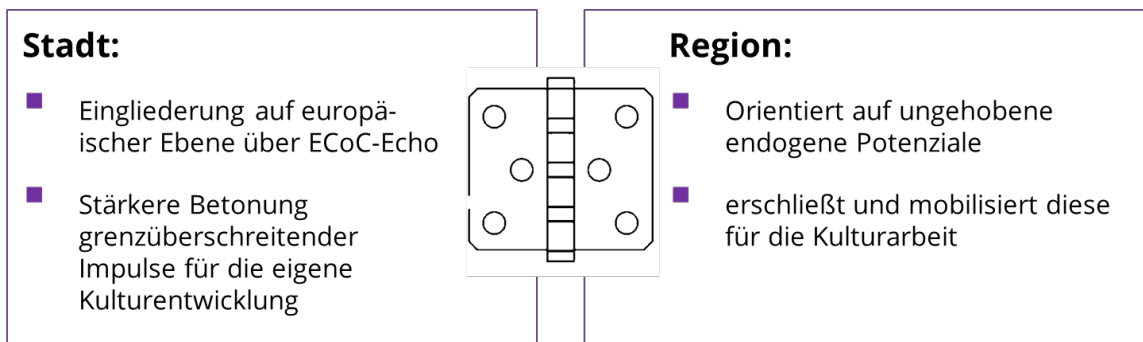 Stadt:
Eingliederung auf europä-
ischer Ebene über ECoC-Echo
Stärkere Betonung
grenzüberschreitender
Impulse für die eigene
Kulturentwicklung
Region:
Orientiert auf ungehobene
endogene Potenziale
erschließt und mobilisiert diese
für die Kulturarbeit